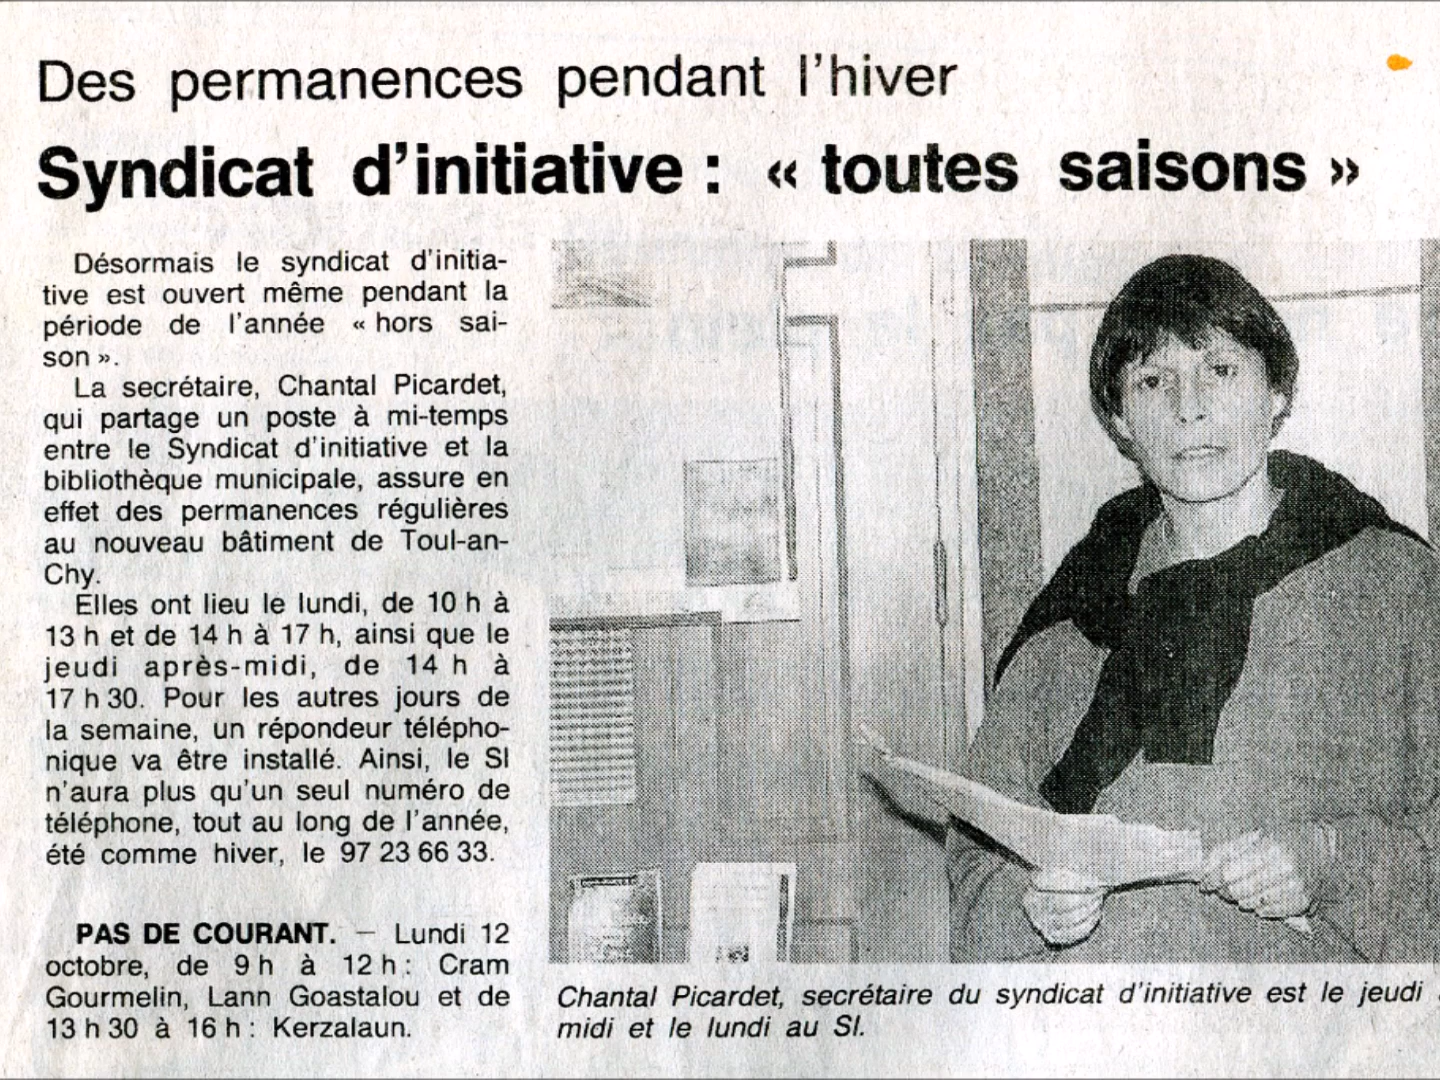 Des permanences pendant l'hiver
Syndicat d'initiative : « toutes saisons »
Désormais le syndicat d'initia-
tive est ouvert même pendant la
période de l'année « hors sai-
son ».
La secrétaire, Chantal Picardet,
qui partage un poste à mi-temps
entre le Syndicat d'initiative et la
bibliothèque municipale, assure en
effet des permanences régulières
au nouveau bâtiment de Toul-an-
Chy.
Elles ont lieu le lundi, de 10 h à
13 h et de 14 h à 17 h, ainsi que le
jeudi après-midi, de 14 h à
17 h 30. Pour les autres jours de
la semaine, un répondeur télépho-
nique va être installé. Ainsi, le SI
n'aura plus qu'un seul numéro de
téléphone, tout au long de l'année,
été comme hiver, le 97 23 66 33.
PAS DE COURANT. — Lundi 12
octobre, de 9 h à 12 h : Cram
Gourmelin, Lann Goastalou et de
13 h 30 à 16 h : Kerzalaun.
Chantal Picardet, secrétaire du syndicat d'initiative est le jeudi
midi et le lundi au SI.